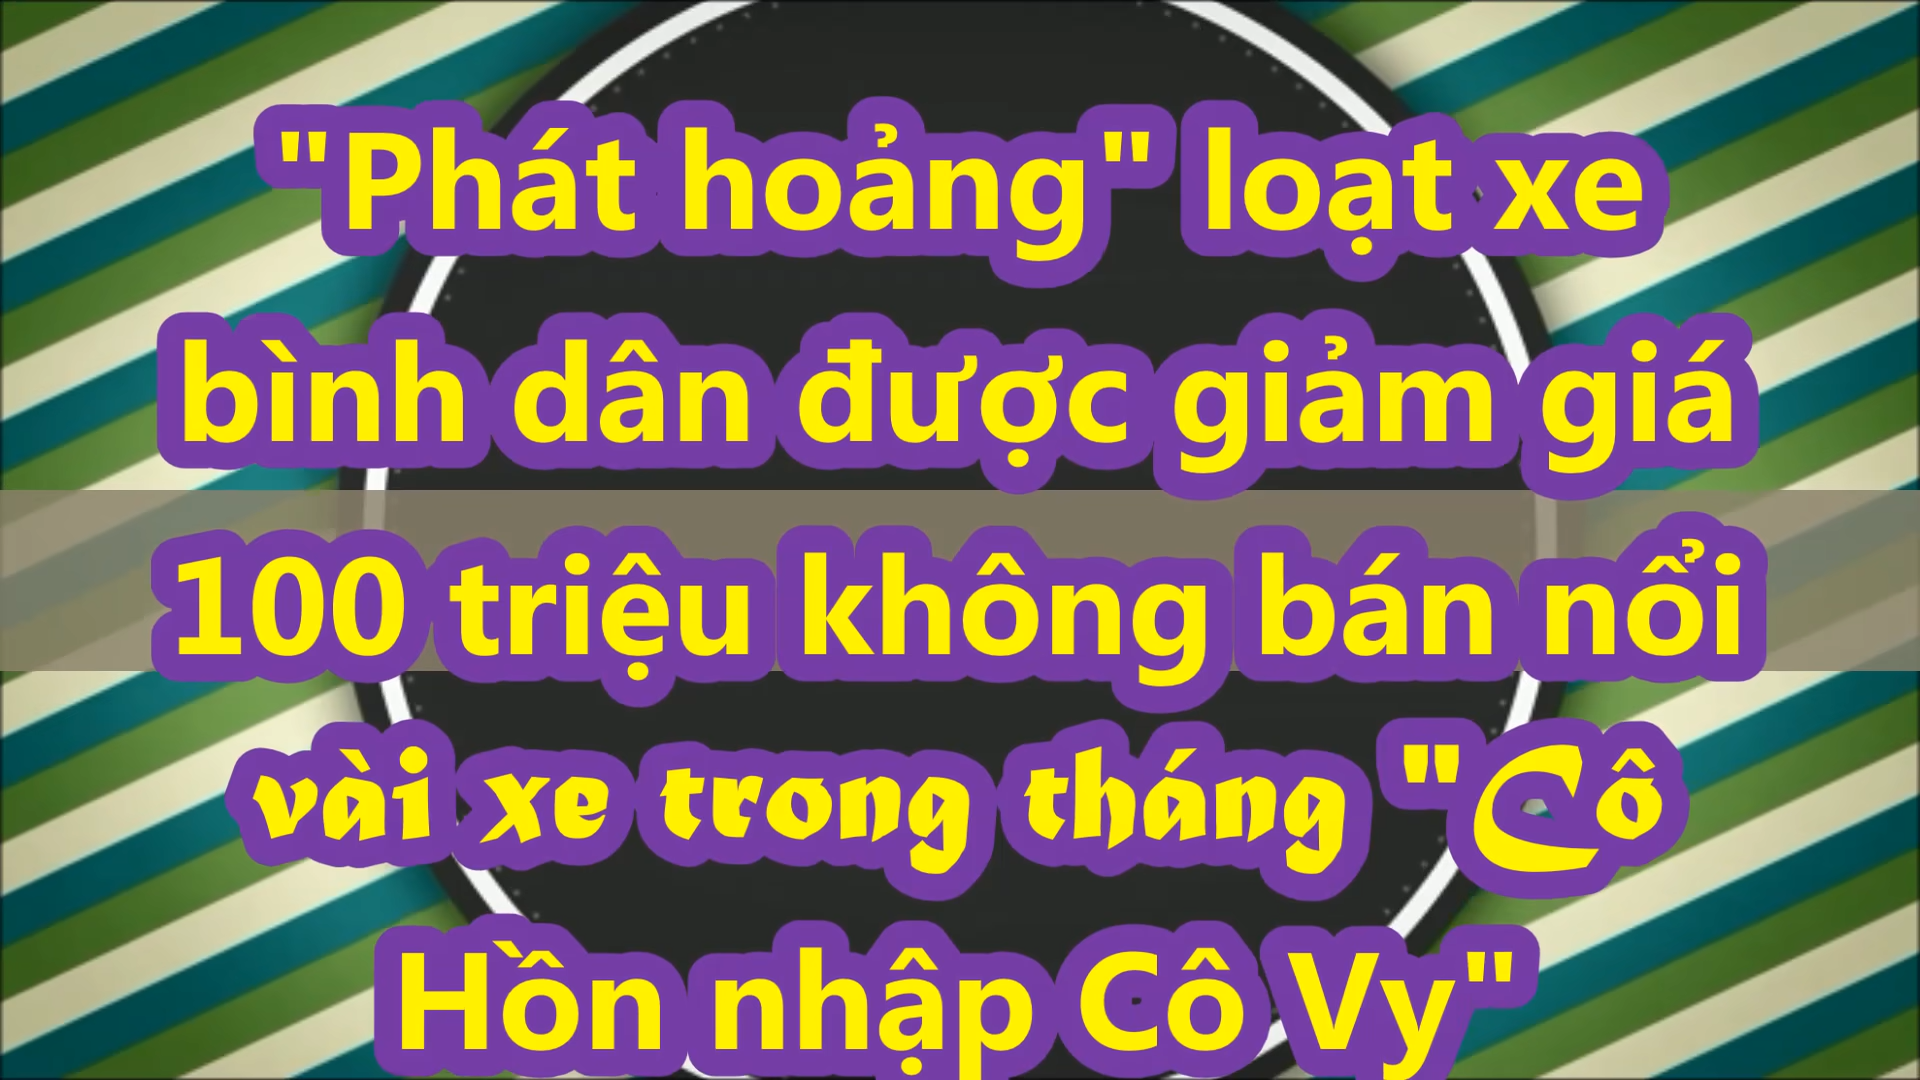 "Phát hoảng" loạt xe
bình dân được giảm giá
100 triệu không bán nổi
vài xe trong tháng "Cô
Hồn nhập Cô Vy"